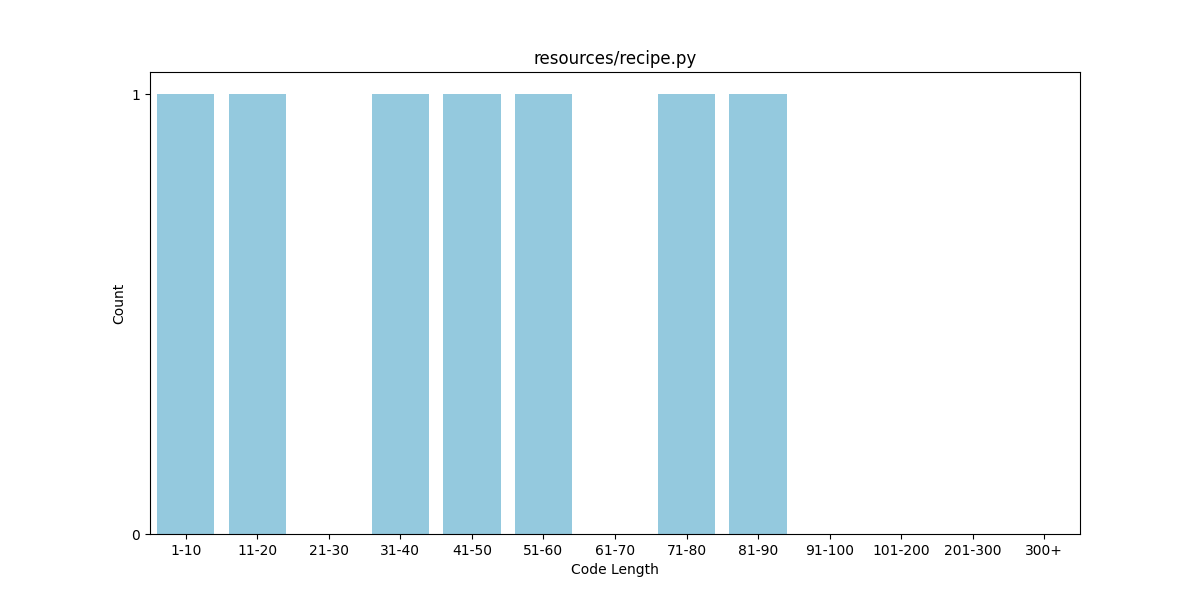 resources/recipe.py
1
Count
0
1-10 11-20 21-30 31-40 41-50 51-60 61-70 71-80 81-90 91-100 101-200 201-300 300+
Code Length